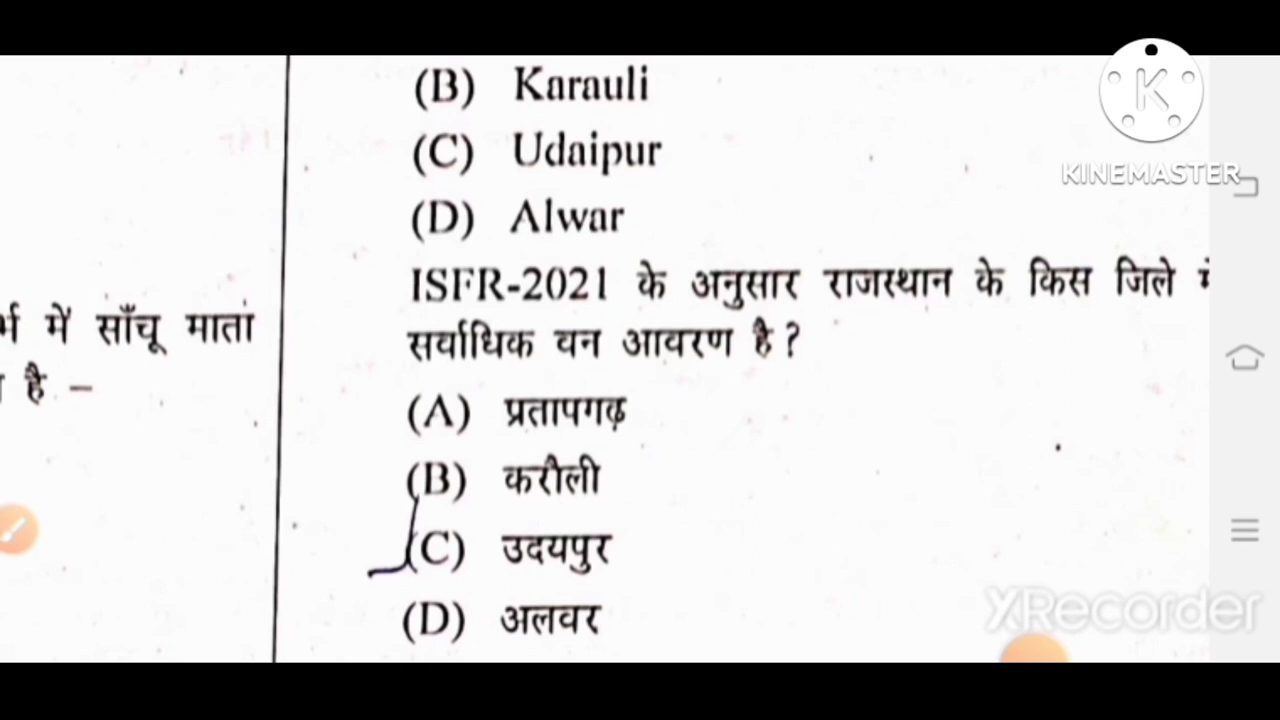 (B) Karauli
(C) Udaipur
(D) Alwar
ISFR-2021 के अनुसार राजस्थान के किस जिले में
सर्वाधिक वन आवरण है ?
(A) प्रतापगढ़
(B) करौली
(C) उदयपुर
(D) अलवर
में साँचू माता
है –
K
KINEMASTER
XRecorder